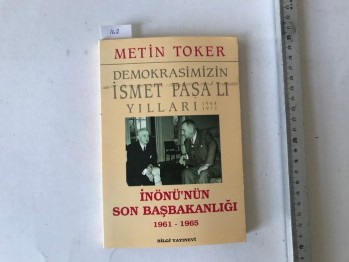 162
METİN TOKER
DEMOKRASİMİZİN
İSMET PAŞA'LI
YILLARI 1944
1973
İNÖNÜ'NÜN
SON BAŞBAKANLIĞI
1961 - 1965
BİLGİ YAYINEVİ